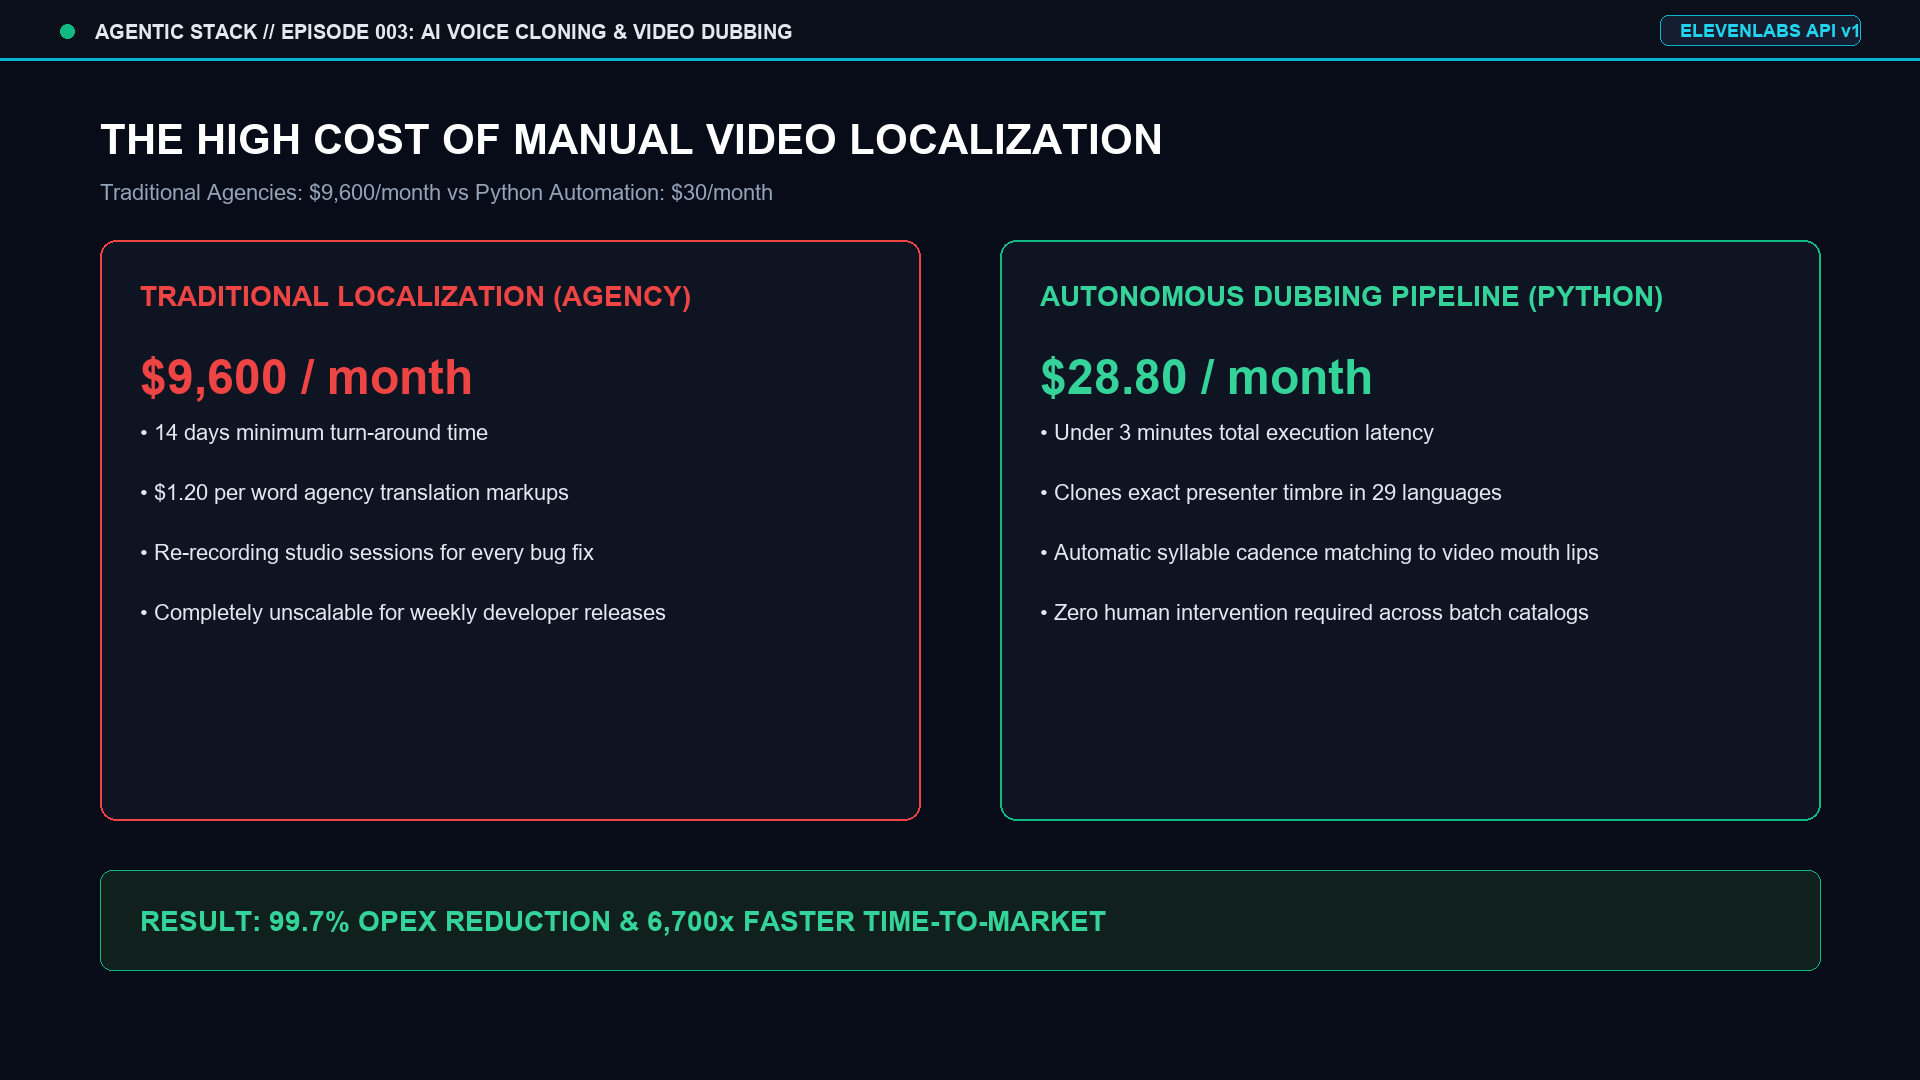 AGENTIC STACK // EPISODE 003: AI VOICE CLONING & VIDEO DUBBING
ELEVENLABS API v1
THE HIGH COST OF MANUAL VIDEO LOCALIZATION
Traditional Agencies: $9,600/month vs Python Automation: $30/month
TRADITIONAL LOCALIZATION (AGENCY)
$9,600 / month
• 14 days minimum turn-around time
• $1.20 per word agency translation markups
• Re-recording studio sessions for every bug fix
• Completely unscalable for weekly developer releases
AUTONOMOUS DUBBING PIPELINE (PYTHON)
$28.80 / month
• Under 3 minutes total execution latency
• Clones exact presenter timbre in 29 languages
• Automatic syllable cadence matching to video mouth lips
• Zero human intervention required across batch catalogs
RESULT: 99.7% OPEX REDUCTION & 6,700x FASTER TIME-TO-MARKET